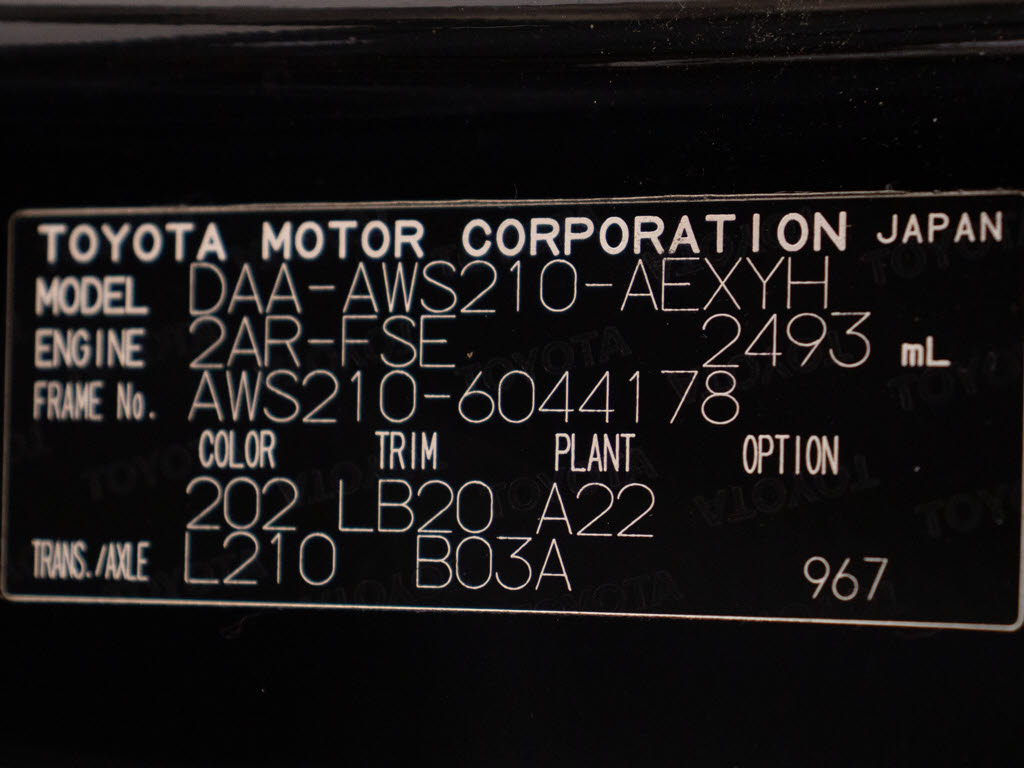 TOYOTA MOTOR CORPORATION JAPAN
MODEL DAA-AWS210-AEXYH
ENGINE 2AR-FSE 2493 mL
FRAME No. AWS210-6044178
COLOR TRIM PLANT OPTION
202 LB20 A22
TRANS./AXLE L210 B03A 967